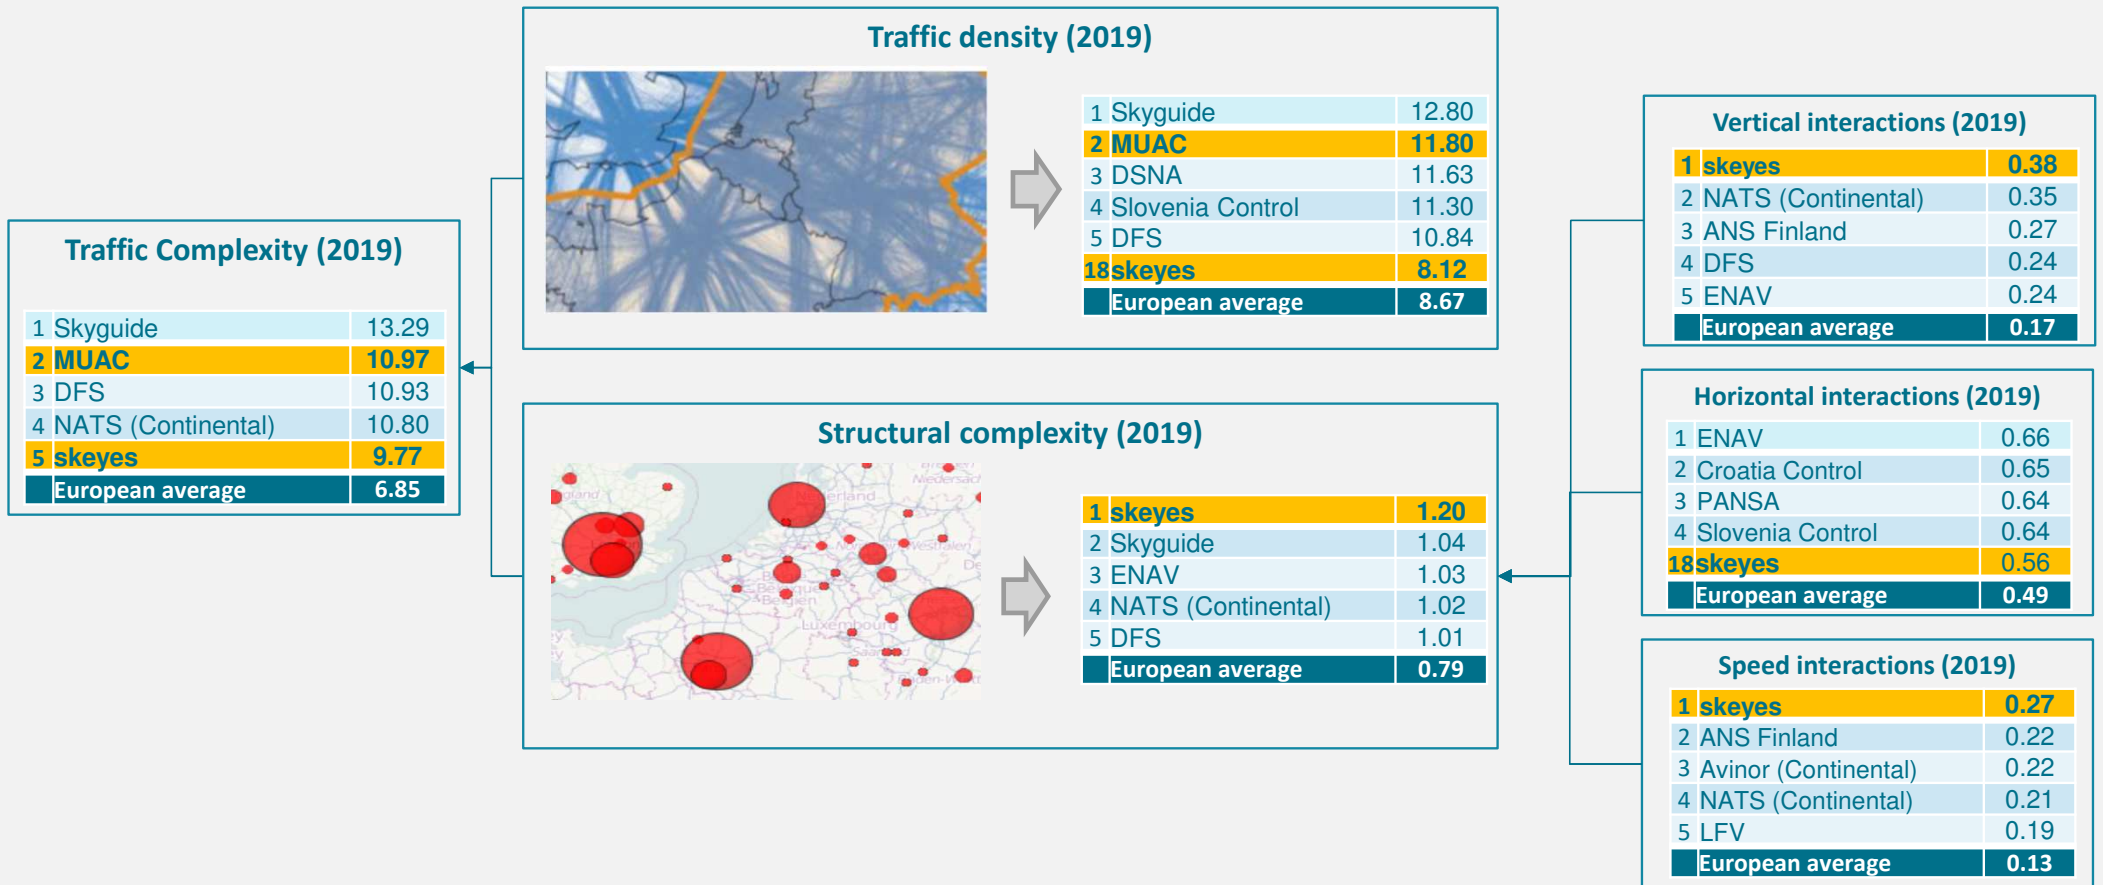 Traffic density (2019)
1 Skyguide 12.80
2 MUAC 11.80
3 DSNA 11.63
4 Slovenia Control 11.30
5 DFS 10.84
18 skeyes 8.12
European average 8.67
Traffic Complexity (2019)
1 Skyguide 13.29
2 MUAC 10.97
3 DFS 10.93
4 NATS (Continental) 10.80
5 skeyes 9.77
European average 6.85
Structural complexity (2019)
Nederland
Luxembourg
Belgien
1 skeyes 1.20
2 Skyguide 1.04
3 ENAV 1.03
4 NATS (Continental) 1.02
5 DFS 1.01
European average 0.79
Vertical interactions (2019)
1 skeyes 0.38
2 NATS (Continental) 0.35
3 ANS Finland 0.27
4 DFS 0.24
5 ENAV 0.24
European average 0.17
Horizontal interactions (2019)
1 ENAV 0.66
2 Croatia Control 0.65
3 PANSA 0.64
4 Slovenia Control 0.64
18 skeyes 0.56
European average 0.49
Speed interactions (2019)
1 skeyes 0.27
2 ANS Finland 0.22
3 Avinor (Continental) 0.22
4 NATS (Continental) 0.21
5 LFV 0.19
European average 0.13